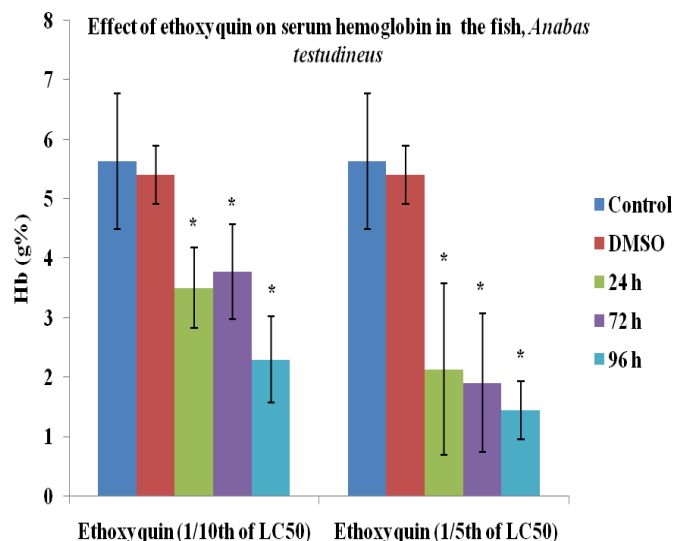 Effect of ethoxyquin on serum hemoglobin in the fish, Anabas
testudineus
Hb (g%)
8
7
6
5
4
3
2
1
0
*
*
*
*
*
*
Control
DMSO
24 h
72 h
96 h
Ethoxyquin (1/10th of LC50)
Ethoxyquin (1/5th of LC50)